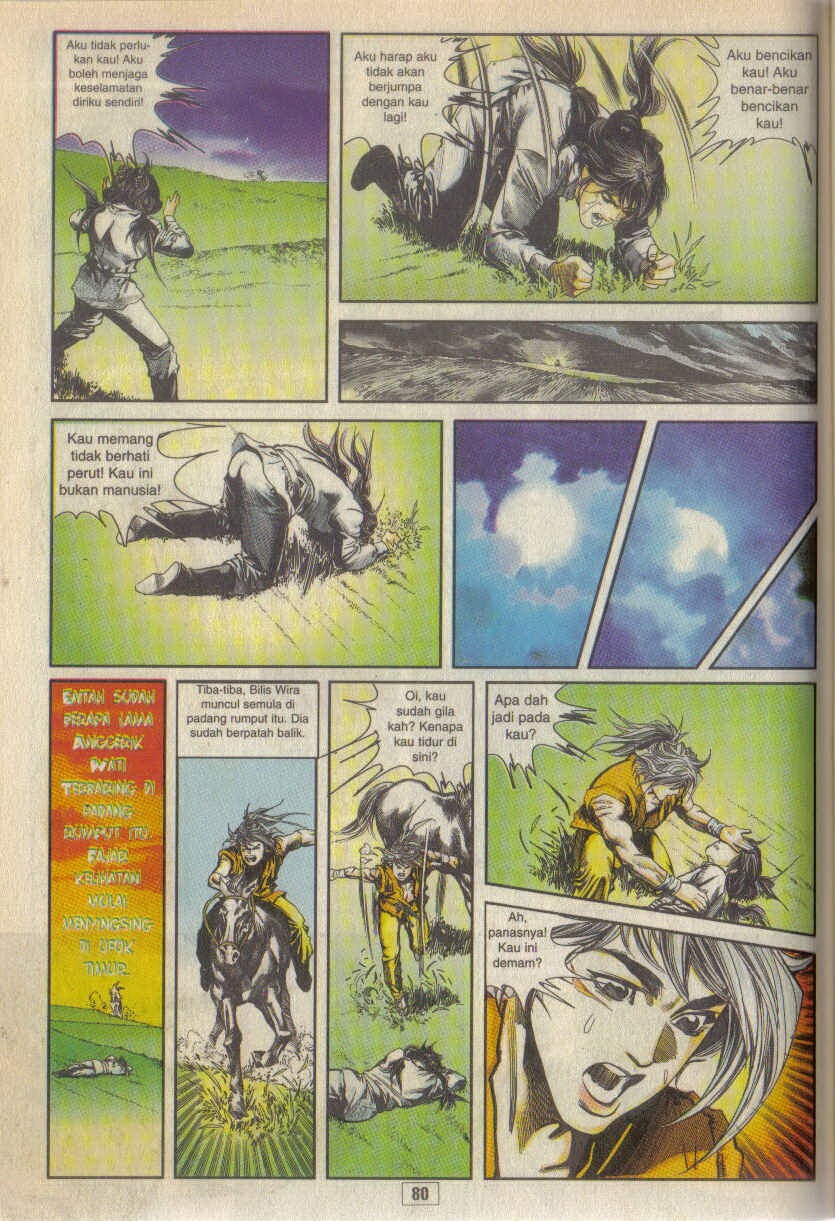 Aku tidak perlu-
kan kau! Aku
boleh menjaga
keselamatan
diriku sendiri!
Aku harap aku
tidak akan
berjumpa
dengan kau
lagi!
Aku bencikan
kau! Aku
benar-benar
bencikan
kau!
Kau memang
tidak berhati
perut! Kau ini
bukan manusia!
ENTAH SUDAH
BERAPA LAMA
ANGGERIK
WATI
TERBARING DI
PADANG
RUMPUT ITU.
FAJAR
KELIHATAN
MULAI
MENYINGSING
DI UFUK
TIMUR.
Tiba-tiba, Bilis Wira
muncul semula di
padang rumput itu. Dia
sudah berpatah balik.
Oi, kau
sudah gila
kah? Kenapa
kau tidur di
sini?
Apa dah
jadi pada
kau?
Ah,
panasnya!
Kau ini
demam?
80